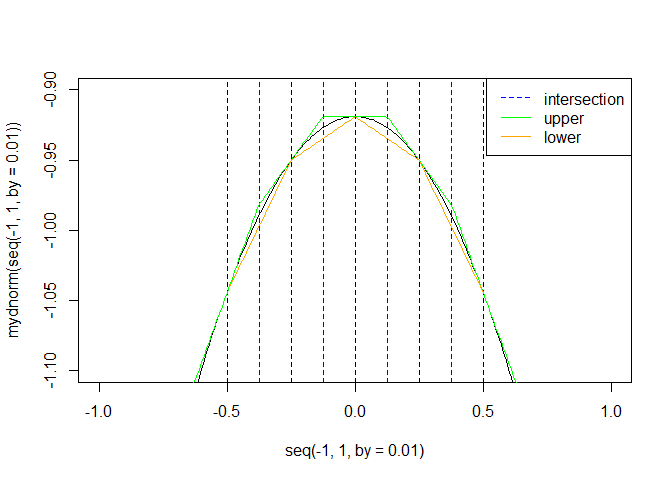 intersection
upper
lower
-0.90
-0.95
-1.00
-1.05
-1.10
mydnorm(seq(-1, 1, by = 0.01))
-1.0 -0.5 0.0 0.5 1.0
seq(-1, 1, by = 0.01)